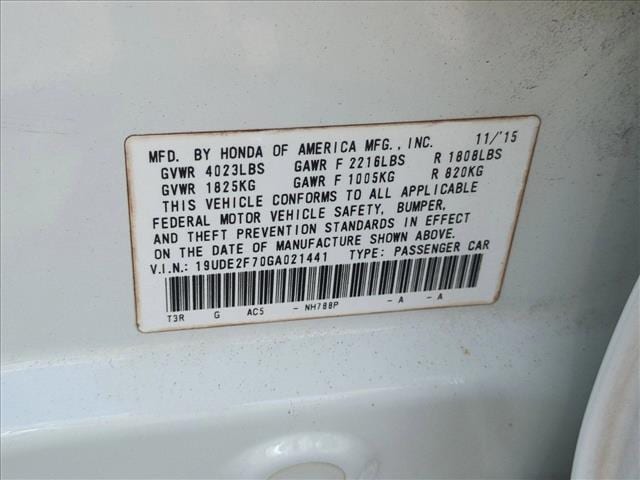 MFD. BY HONDA OF AMERICA MFG., INC. 11/'15
GVWR 4023LBS GAWR F 2216LBS R 1808LBS
GVWR 1825KG GAWR F 1005KG R 820KG
THIS VEHICLE CONFORMS TO ALL APPLICABLE
FEDERAL MOTOR VEHICLE SAFETY, BUMPER,
AND THEFT PREVENTION STANDARDS IN EFFECT
ON THE DATE OF MANUFACTURE SHOWN ABOVE.
V.I.N.: 19UDE2F70GA021441 TYPE: PASSENGER CAR
T3R G AC5 - NH788P - A - A